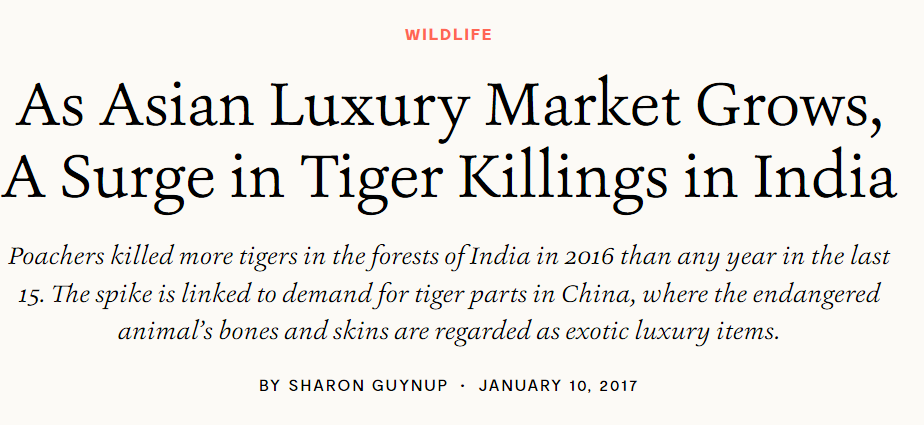 WILDLIFE
As Asian Luxury Market Grows,
A Surge in Tiger Killings in India
Poachers killed more tigers in the forests of India in 2016 than any year in the last
15. The spike is linked to demand for tiger parts in China, where the endangered
animal’s bones and skins are regarded as exotic luxury items.
BY SHARON GUYNUP · JANUARY 10, 2017